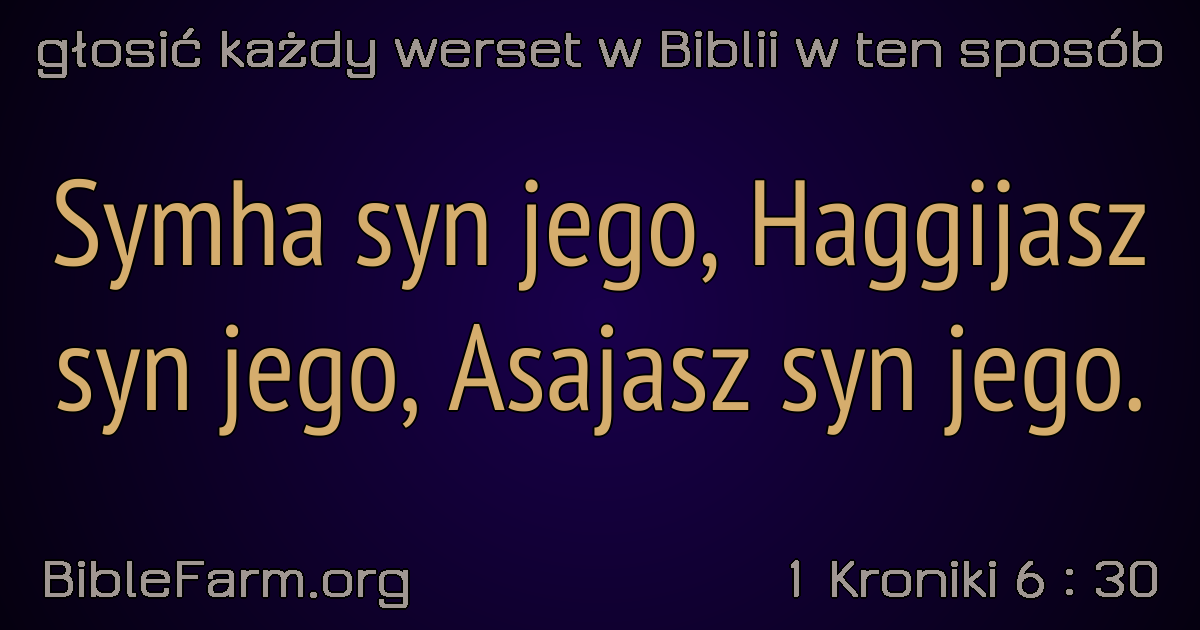 głosić każdy werset w Biblii w ten sposób
Symha syn jego, Haggijasz
syn jego, Asajasz syn jego.
BibleFarm.org
1 Kroniki 6 : 30